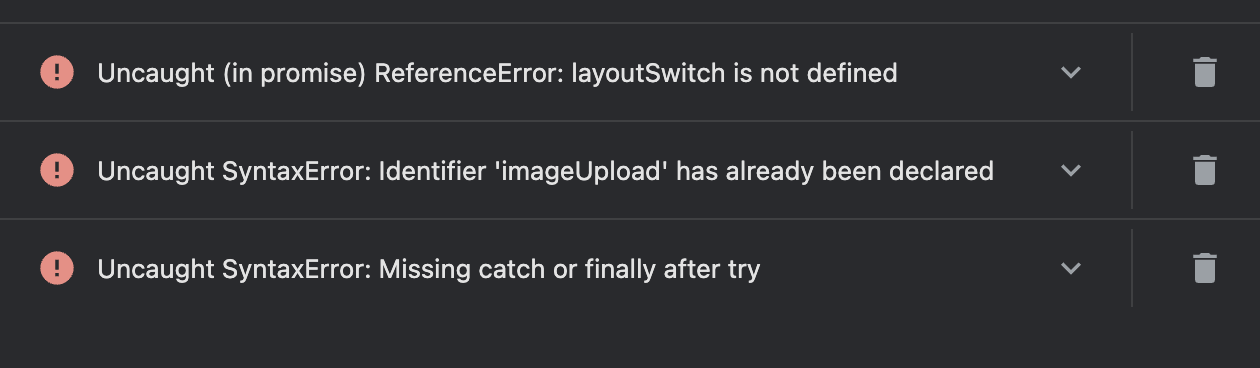 Uncaught (in promise) ReferenceError: layoutSwitch is not defined
Uncaught SyntaxError: Identifier 'imageUpload' has already been declared
Uncaught SyntaxError: Missing catch or finally after try